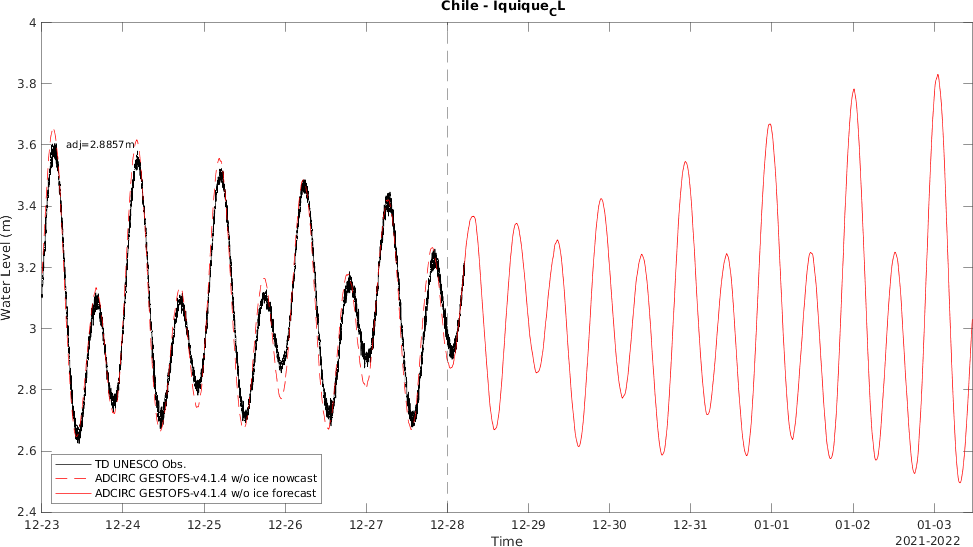 Chile - Iquique_CL
4
3.8
3.6
3.4
3.2
3
2.8
2.6
2.4
Water Level (m)
adj=2.8857m
TD UNESCO Obs.
ADCIRC GESTOFS-v4.1.4 w/o ice nowcast
ADCIRC GESTOFS-v4.1.4 w/o ice forecast
12-23 12-24 12-25 12-26 12-27 12-28 12-29 12-30 12-31 01-01 01-02 01-03
Time
2021-2022